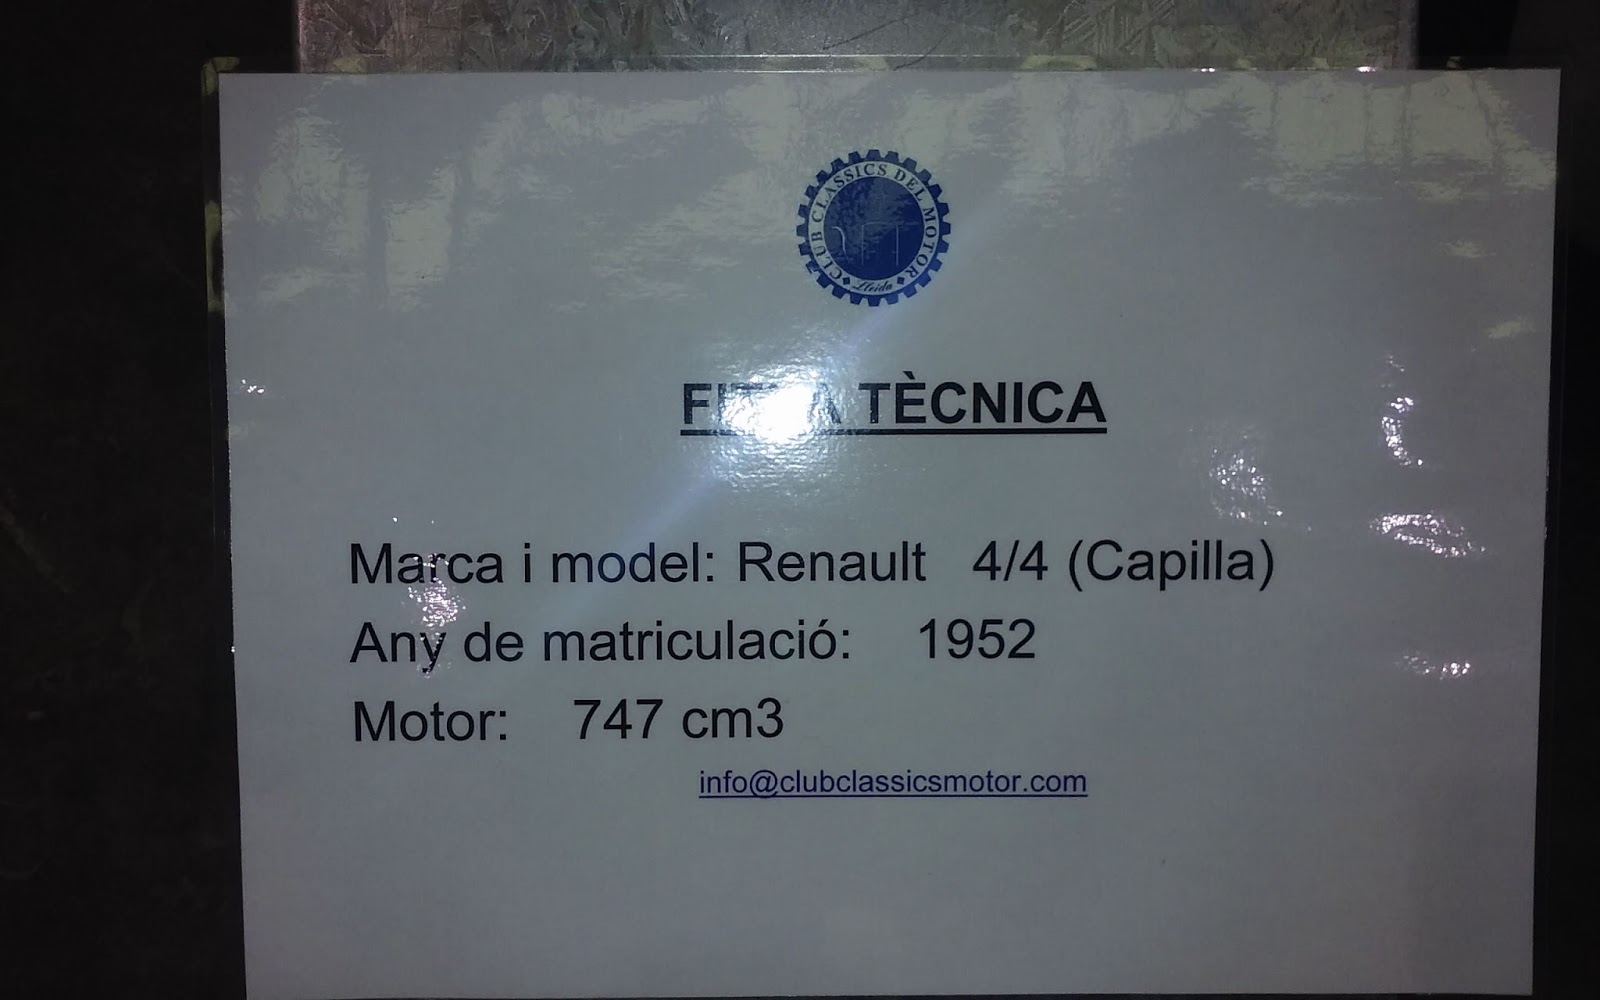 CLUB CLASSICS DEL MOTOR
Lleida
TÈCNICA
Marca i model: Renault 4/4 (Capilla)
Any de matriculació: 1952
Motor: 747 cm3
info@clubclassicsmotor.com